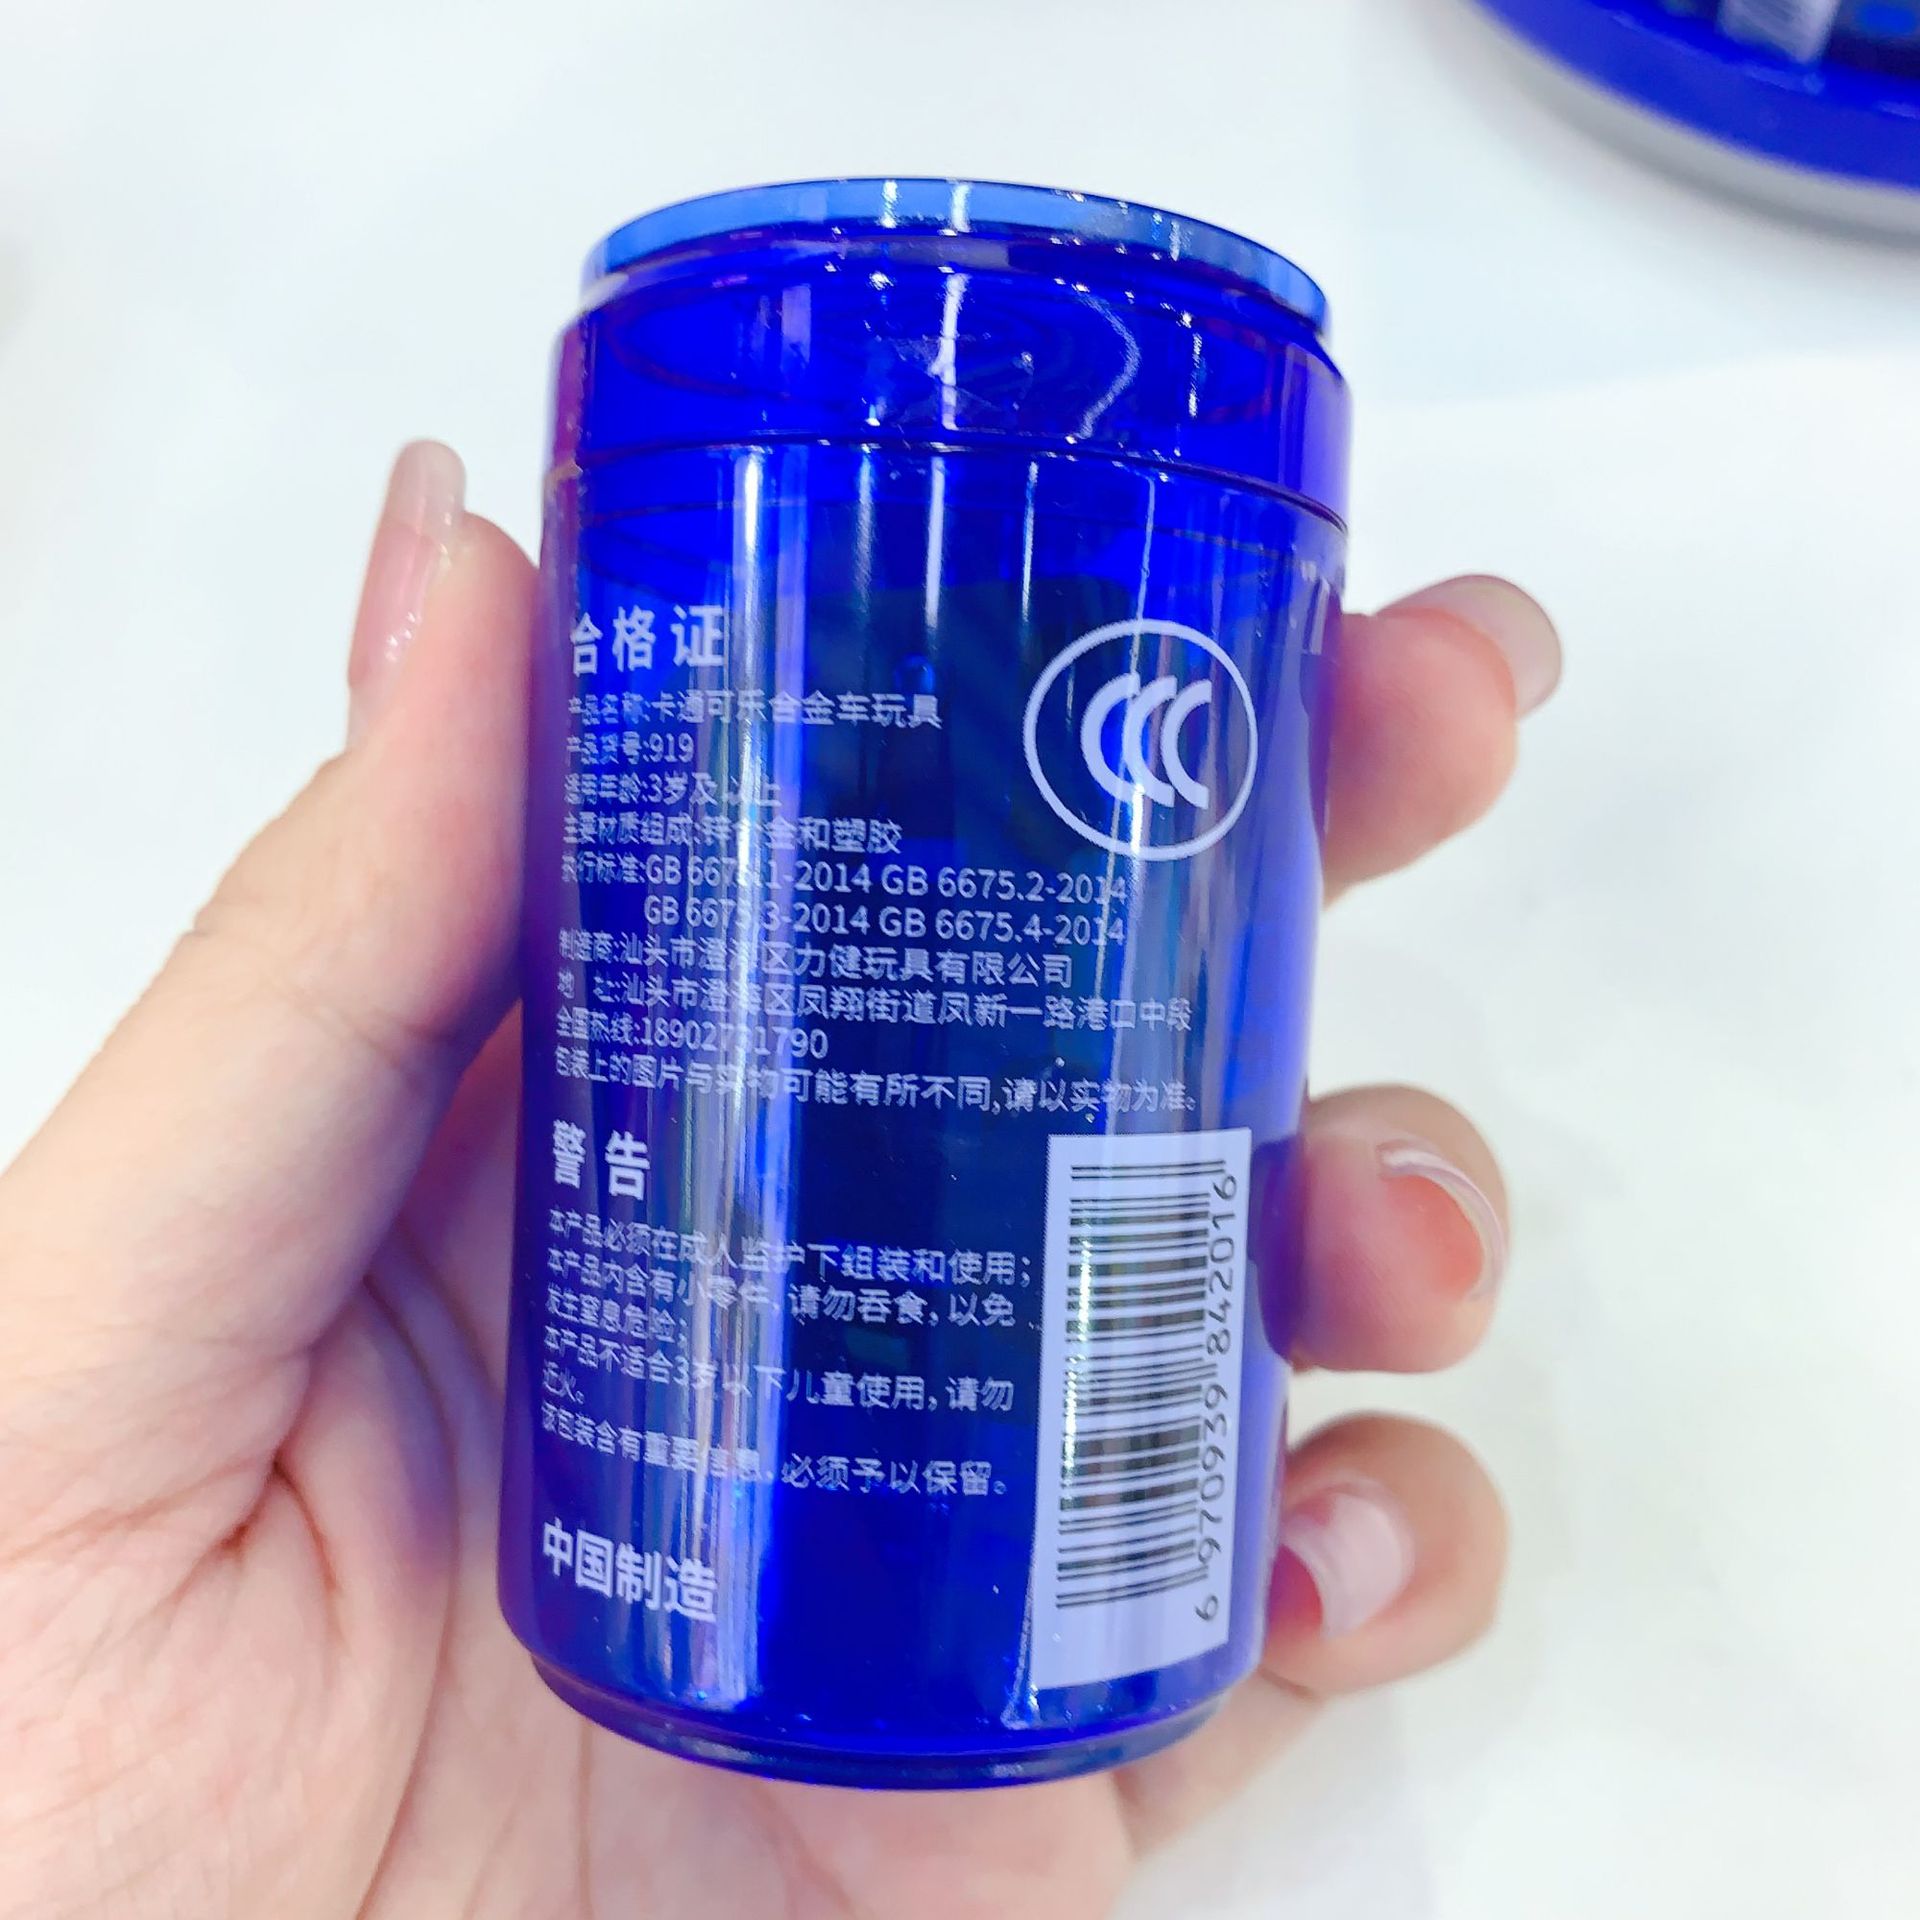 合格证
产品名称:卡通可乐合金车玩具
产品货号:919
适用年龄:3岁及以上
主要材质组成:锌合金和塑胶
执行标准:GB 6675.1-2014 GB 6675.2-2014
GB 6675.3-2014 GB 6675.4-2014
制造商:汕头市澄海区力健玩具有限公司
地 址:汕头市澄海区凤翔街道凤新一路港口中段
全国热线:
包装上的图片与实物可能有所不同,请以实物为准。
警告
本产品必须在成人监护下组装和使用；
本产品内含有小零件, 请勿吞食, 以免
发生窒息危险；
本产品不适合3岁以下儿童使用, 请勿
近火。
该包装含有重要信息, 必须予以保留。
中国制造
CCC
6970939842016